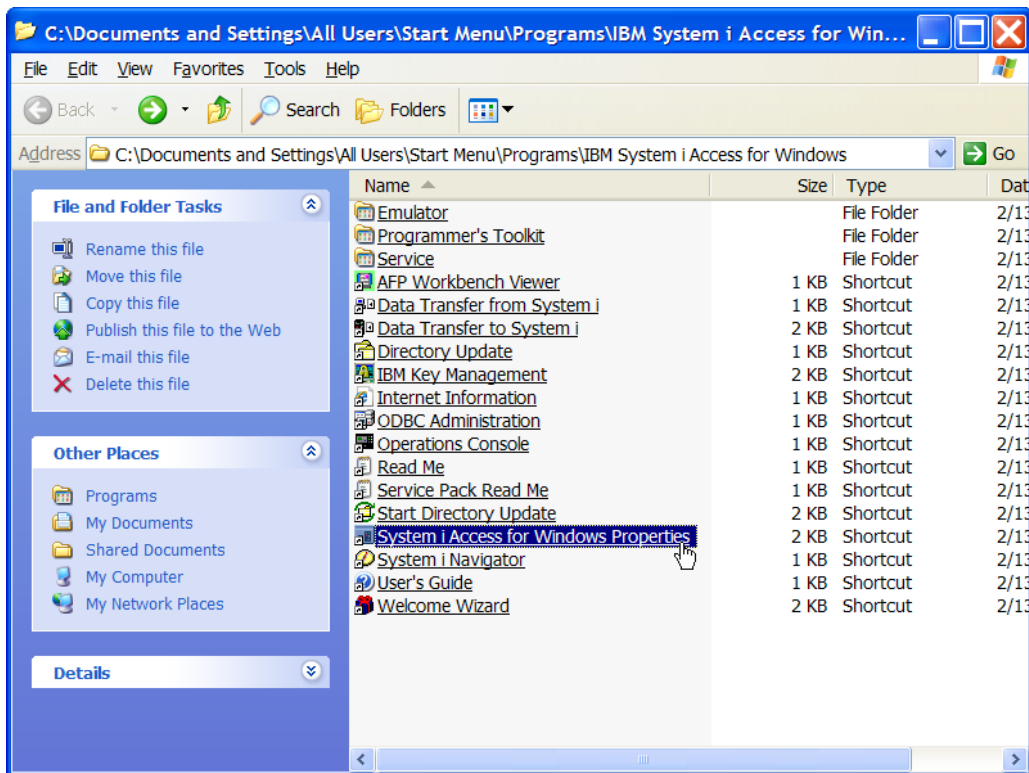 C:\Documents and Settings\All Users\Start Menu\Programs\IBM System i Access for Win...
File Edit View Favorites Tools Help
Back Search Folders
Address C:\Documents and Settings\All Users\Start Menu\Programs\IBM System i Access for Windows Go
File and Folder Tasks
Rename this file
Move this file
Copy this file
Publish this file to the Web
E-mail this file
Delete this file
Other Places
Programs
My Documents
Shared Documents
My Computer
My Network Places
Details
Name Size Type Dat
Emulator File Folder 2/13
Programmer's Toolkit File Folder 2/13
Service File Folder 2/13
AFP Workbench Viewer 1 KB Shortcut 2/13
Data Transfer from System i 1 KB Shortcut 2/13
Data Transfer to System i 2 KB Shortcut 2/13
Directory Update 1 KB Shortcut 2/13
IBM Key Management 2 KB Shortcut 2/13
Internet Information 1 KB Shortcut 2/13
ODBC Administration 1 KB Shortcut 2/13
Operations Console 1 KB Shortcut 2/13
Read Me 1 KB Shortcut 2/13
Service Pack Read Me 1 KB Shortcut 2/13
Start Directory Update 2 KB Shortcut 2/13
System i Access for Windows Properties 2 KB Shortcut 2/13
System i Navigator 1 KB Shortcut 2/13
User's Guide 1 KB Shortcut 2/13
Welcome Wizard 2 KB Shortcut 2/13